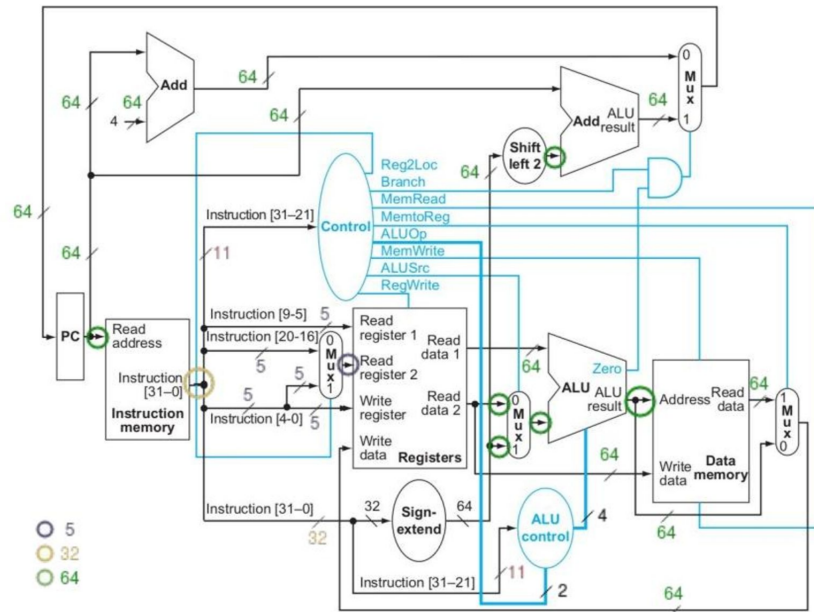 0
Mux
1
Add
64
64
64
4
64
Add
ALU
result
64
Shift
left 2
64
Reg2Loc
Branch
MemRead
MemtoReg
ALUOp
MemWrite
ALUSrc
RegWrite
Control
64
64
Instruction [31–21]
11
PC
Read
address
Instruction
[31–0]
Instruction
memory
Instruction [9-5]
5
Instruction [20-16]
5
0
Mux
1
5
5
5
Instruction [4-0]
Read
register 1
Read
register 2
Write
register
Write
data
Read
data 1
Read
data 2
Registers
64
0
Mux
1
Zero
ALU
ALU
result
Address
Read
data
Write
data
Data
memory
64
1
Mux
0
64
64
Instruction [31–0]
32
32
Sign-
extend
64
ALU
control
4
Instruction [31–21]
11
2
64
5
32
64